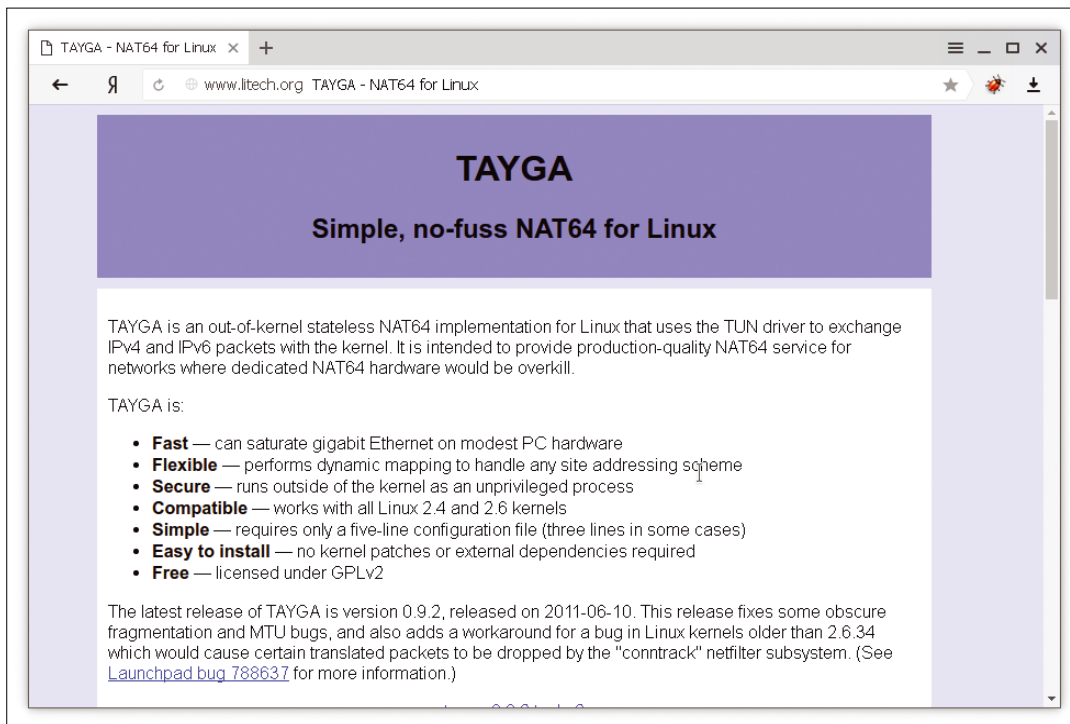 TAYGA - NAT64 for Linux
Я www.litech.org TAYGA - NAT64 for Linux
TAYGA
Simple, no-fuss NAT64 for Linux
TAYGA is an out-of-kernel stateless NAT64 implementation for Linux that uses the TUN driver to exchange
IPv4 and IPv6 packets with the kernel. It is intended to provide production-quality NAT64 service for
networks where dedicated NAT64 hardware would be overkill.
TAYGA is:
• Fast — can saturate gigabit Ethernet on modest PC hardware
• Flexible — performs dynamic mapping to handle any site addressing scheme
• Secure — runs outside of the kernel as an unprivileged process
• Compatible — works with all Linux 2.4 and 2.6 kernels
• Simple — requires only a five-line configuration file (three lines in some cases)
• Easy to install — no kernel patches or external dependencies required
• Free — licensed under GPLv2
The latest release of TAYGA is version 0.9.2, released on 2011-06-10. This release fixes some obscure
fragmentation and MTU bugs, and also adds a workaround for a bug in Linux kernels older than 2.6.34
which would cause certain translated packets to be dropped by the "conntrack" netfilter subsystem. (See
Launchpad bug 788637 for more information.)